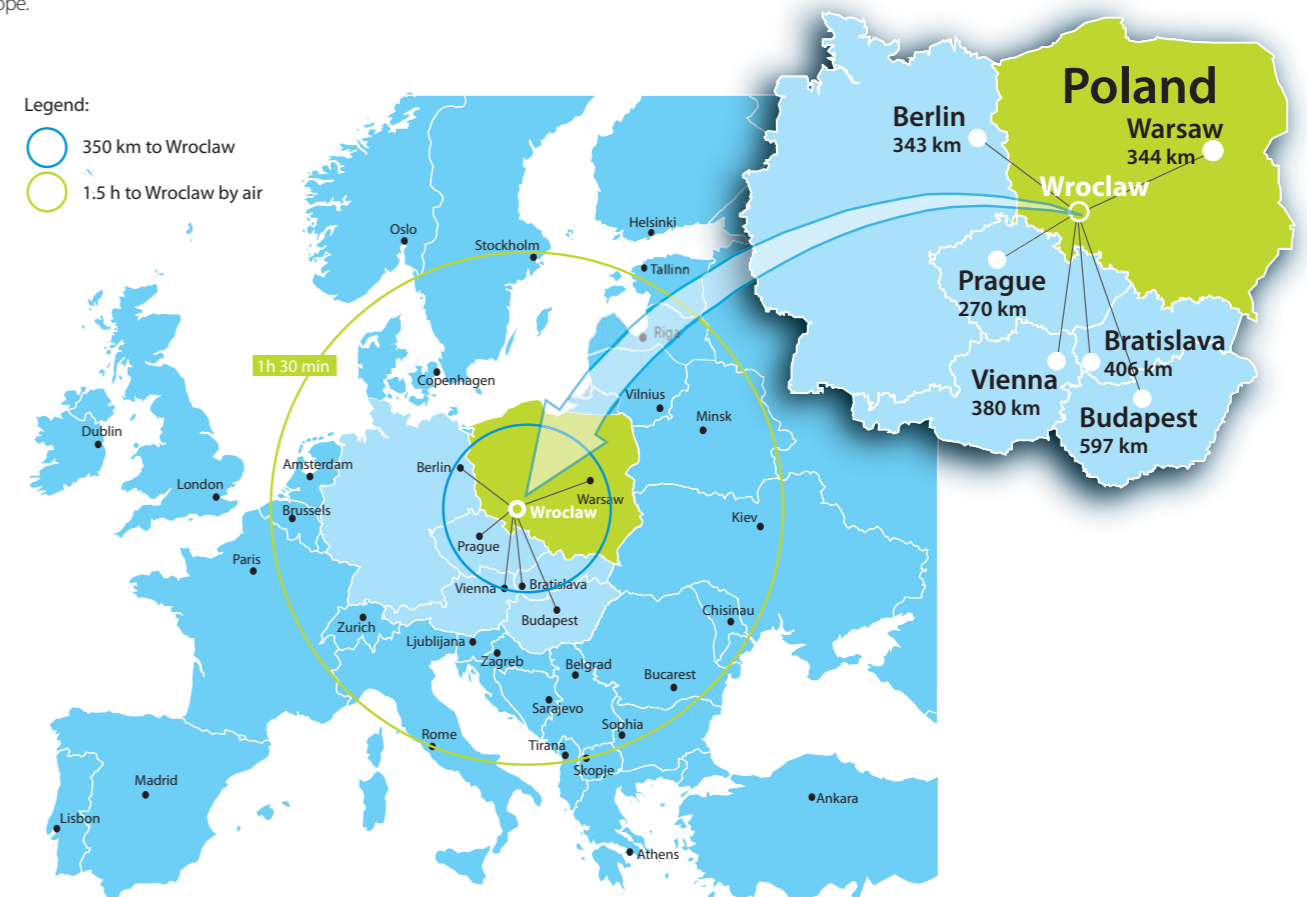 ope.
Legend:
350 km to Wroclaw
1.5 h to Wroclaw by air
Poland
Berlin
343 km
Warsaw
344 km
Wroclaw
Prague
270 km
Bratislava
406 km
Vienna
380 km
Budapest
597 km
Helsinki
Oslo
Stockholm
Tallinn
Riga
1h 30 min
Copenhagen
Vilnius
Minsk
Dublin
Amsterdam
Berlin
London
Warsaw
Brussels
Wroclaw
Kiev
Prague
Paris
Vienna
Bratislava
Chisinau
Budapest
Zurich
Ljublijana
Zagreb
Belgrad
Bucarest
Sarajevo
Sophia
Rome
Tirana
Skopje
Madrid
Ankara
Lisbon
Athens